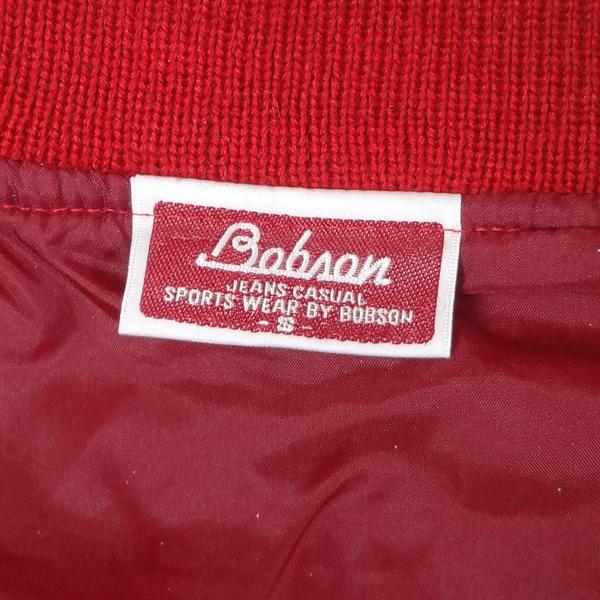 Bobson
JEANS CASUAL
SPORTS WEAR BY BOBSON
- S -